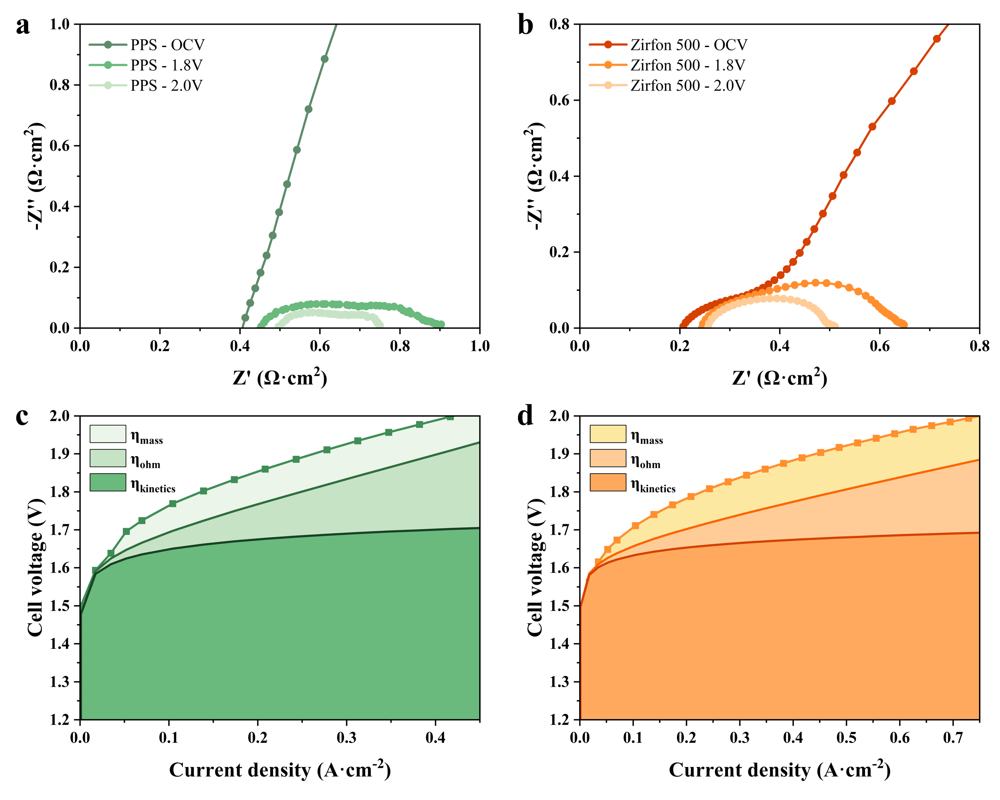 a
1.0
0.8
0.6
0.4
0.2
0.0
-Z'' (Ω·cm²)
PPS - OCV
PPS - 1.8V
PPS - 2.0V
0.0 0.2 0.4 0.6 0.8 1.0
Z' (Ω·cm²)
b
0.8
0.6
0.4
0.2
0.0
-Z'' (Ω·cm²)
Zirfon 500 - OCV
Zirfon 500 - 1.8V
Zirfon 500 - 2.0V
0.0 0.2 0.4 0.6 0.8
Z' (Ω·cm²)
c
2.0
1.9
1.8
1.7
1.6
1.5
1.4
1.3
1.2
Cell voltage (V)
ηmass
ηohm
ηkinetics
0.0 0.1 0.2 0.3 0.4
Current density (A·cm⁻²)
d
2.0
1.9
1.8
1.7
1.6
1.5
1.4
1.3
1.2
Cell voltage (V)
ηmass
ηohm
ηkinetics
0.0 0.1 0.2 0.3 0.4 0.5 0.6 0.7
Current density (A·cm⁻²)